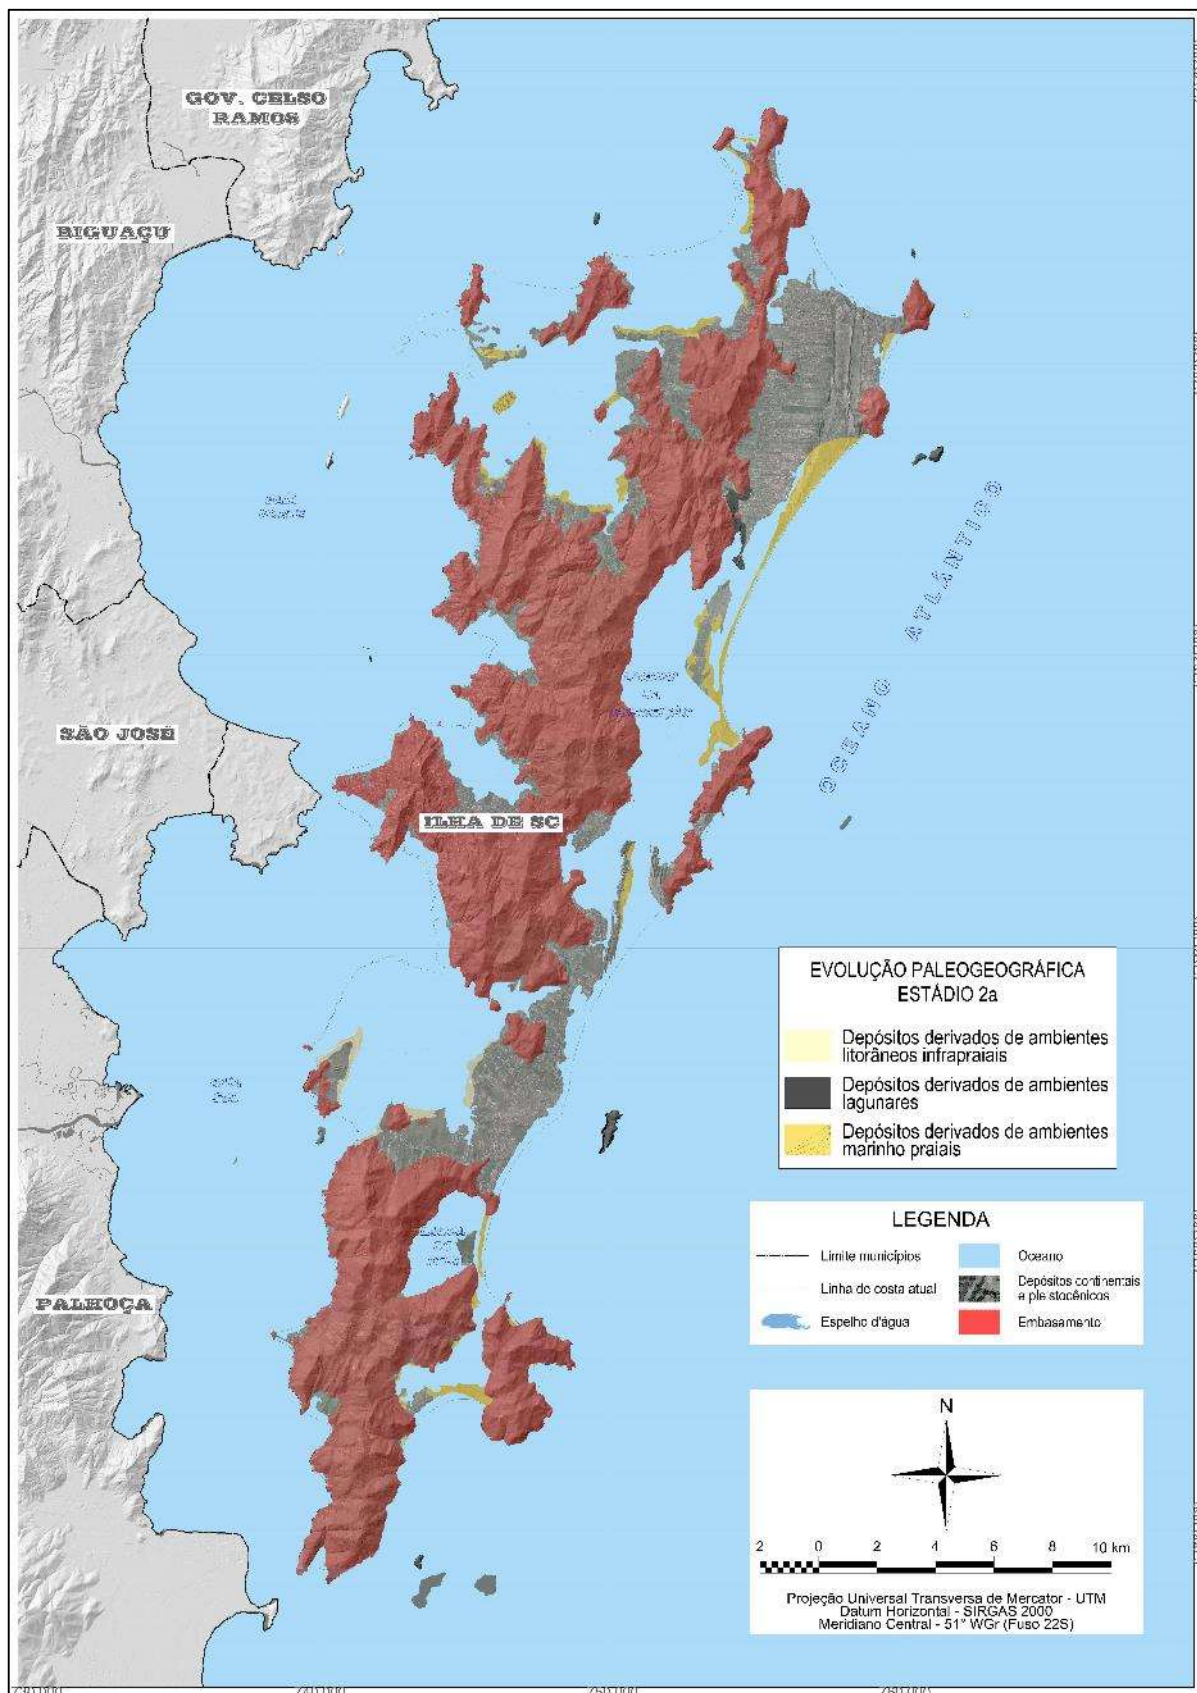 GOV. CELSO
RAMOS
BIGUAÇU
OCEANO ATLÂNTICO
SÃO JOSÉ
ILHA DE SC
PALHOÇA
EVOLUÇÃO PALEOGEOGRÁFICA
ESTÁDIO 2a
Depósitos derivados de ambientes
litorâneos infrapraiais
Depósitos derivados de ambientes
lagunares
Depósitos derivados de ambientes
marinho praiais
LEGENDA
Limite municípios
Linha de costa atual
Espelho d'água
Oceano
Depósitos continentais
e pleistocênicos
Embasamento
N
2 0 2 4 6 8 10 km
Projeção Universal Transversa de Mercator - UTM
Datum Horizontal - SIRGAS 2000
Meridiano Central - 51° WGr (Fuso 22S)